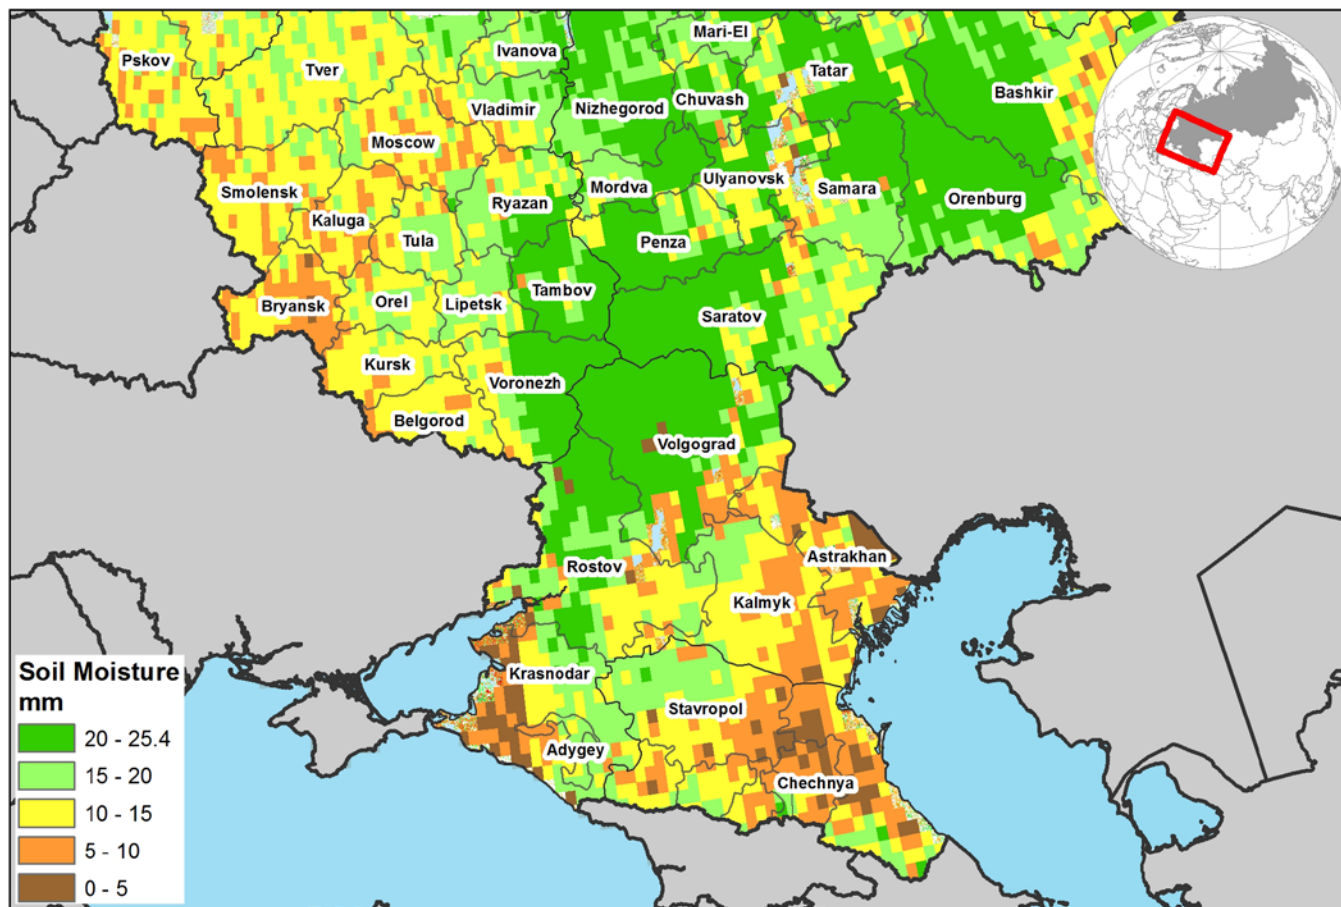 Mari-El
Ivanova
Pskov
Tver
Tatar
Bashkir
Vladimir
Nizhegorod
Chuvash
Moscow
Smolensk
Mordva
Ulyanovsk
Samara
Ryazan
Orenburg
Kaluga
Tula
Penza
Bryansk
Orel
Lipetsk
Tambov
Saratov
Kursk
Voronezh
Belgorod
Volgograd
Rostov
Astrakhan
Kalmyk
Krasnodar
Stavropol
Adygey
Chechnya
Soil Moisture
mm
20 - 25.4
15 - 20
10 - 15
5 - 10
0 - 5